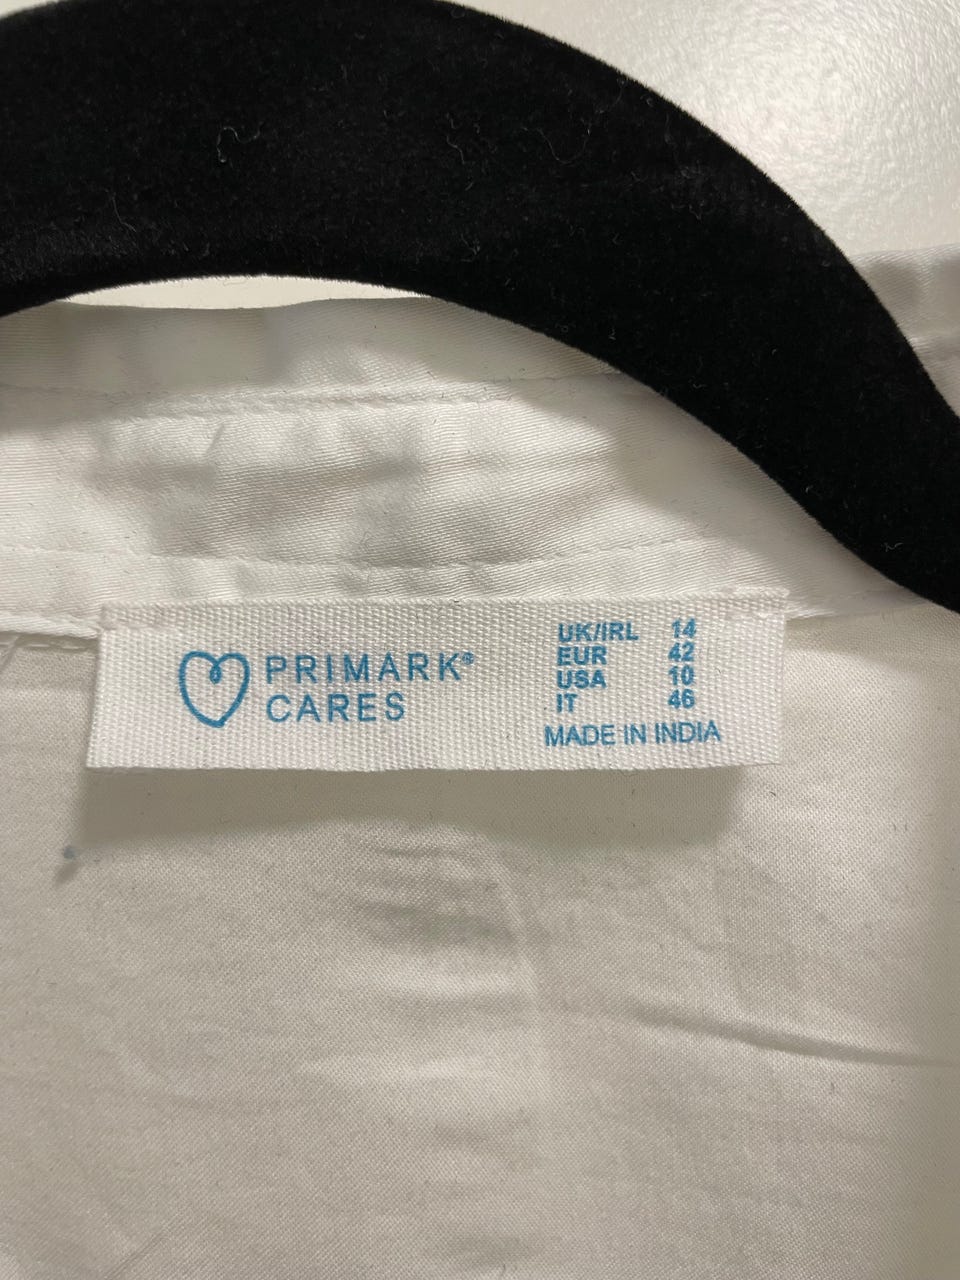 PRIMARK®
CARES
UK/IRL 14
EUR 42
USA 10
IT 46
MADE IN INDIA